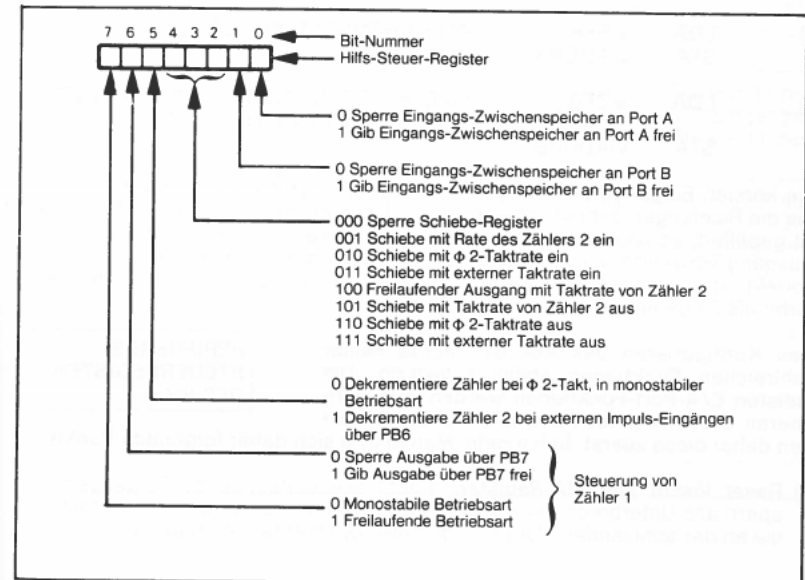 7 6 5 4 3 2 1 0
Bit-Nummer
Hilfs-Steuer-Register
0 Sperre Eingangs-Zwischenspeicher an Port A
1 Gib Eingangs-Zwischenspeicher an Port A frei
0 Sperre Eingangs-Zwischenspeicher an Port B
1 Gib Eingangs-Zwischenspeicher an Port B frei
000 Sperre Schiebe-Register
001 Schiebe mit Rate des Zählers 2 ein
010 Schiebe mit Φ 2-Taktrate ein
011 Schiebe mit externer Taktrate ein
100 Freilaufender Ausgang mit Taktrate von Zähler 2
101 Schiebe mit Taktrate von Zähler 2 aus
110 Schiebe mit Φ 2-Taktrate aus
111 Schiebe mit externer Taktrate aus
0 Dekrementiere Zähler bei Φ 2-Takt, in monostabiler
Betriebsart
1 Dekrementiere Zähler 2 bei externen Impuls-Eingängen
über PB6
0 Sperre Ausgabe über PB7
1 Gib Ausgabe über PB7 frei
0 Monostabile Betriebsart
1 Freilaufende Betriebsart
Steuerung von
Zähler 1